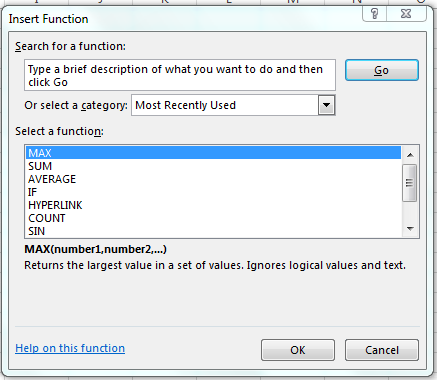 Insert Function
?
Search for a function:
Type a brief description of what you want to do and then
click Go
Go
Or select a category:
Most Recently Used
Select a function:
MAX
SUM
AVERAGE
IF
HYPERLINK
COUNT
SIN
MAX(number1,number2,...)
Returns the largest value in a set of values. Ignores logical values and text.
Help on this function
OK
Cancel